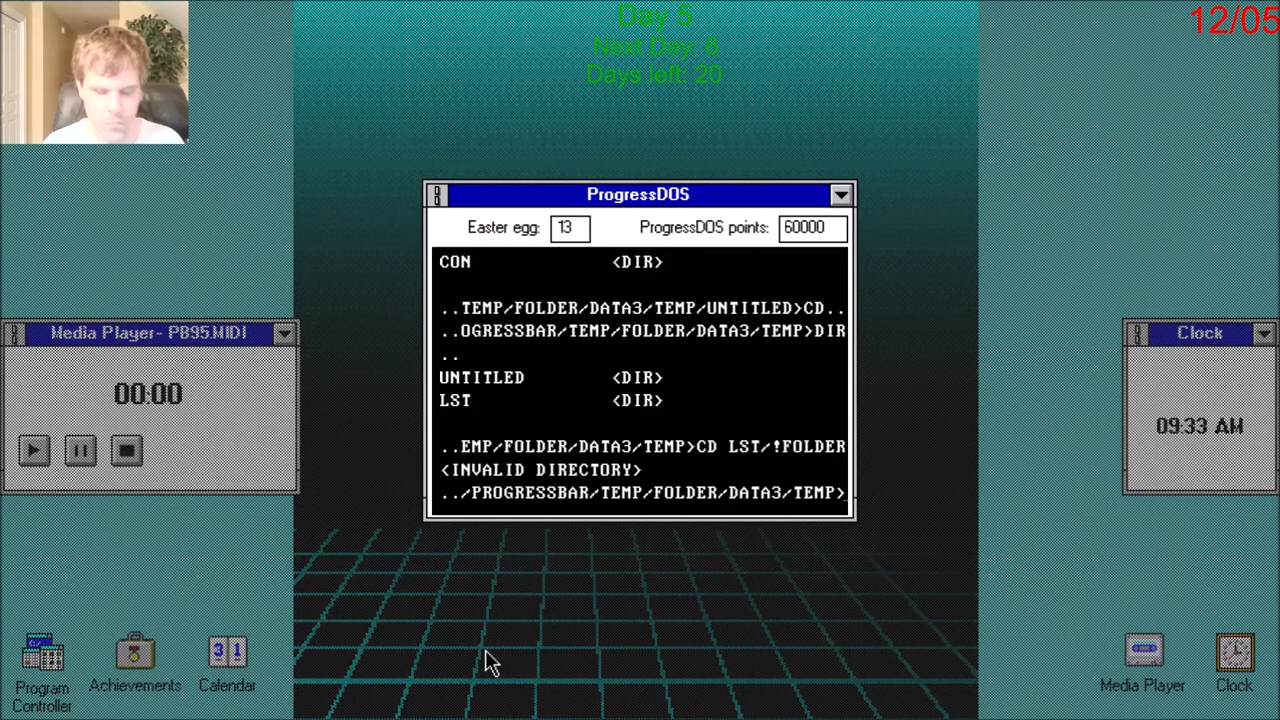 Day 5
Next Day: 6
Days left: 20
12/05
ProgressDOS
Easter egg: 13 ProgressDOS points: 60000
CON <DIR>
..TEMP/FOLDER/DATA3/TEMP/UNTITLED>CD..
..OGRESSBAR/TEMP/FOLDER/DATA3/TEMP>DIR
..
UNTITLED <DIR>
LST <DIR>
..EMP/FOLDER/DATA3/TEMP>CD LST/!FOLDER
<INVALID DIRECTORY>
../PROGRESSBAR/TEMP/FOLDER/DATA3/TEMP>_
Media Player- PB95.MIDI
00:00
Clock
09:33 AM
Program
Controller
Achievements
31
Calendar
Media Player
Clock